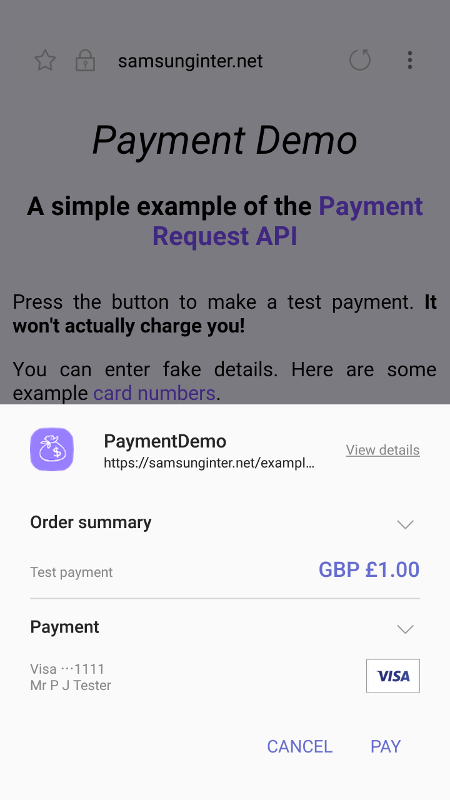 samsunginter.net
Payment Demo
A simple example of the Payment
Request API
Press the button to make a test payment. It
won't actually charge you!
You can enter fake details. Here are some
example card numbers.
PaymentDemo
https://samsunginter.net/exampl...
View details
Order summary
Test payment
GBP £1.00
Payment
Visa ···1111
Mr P J Tester
VISA
CANCEL
PAY